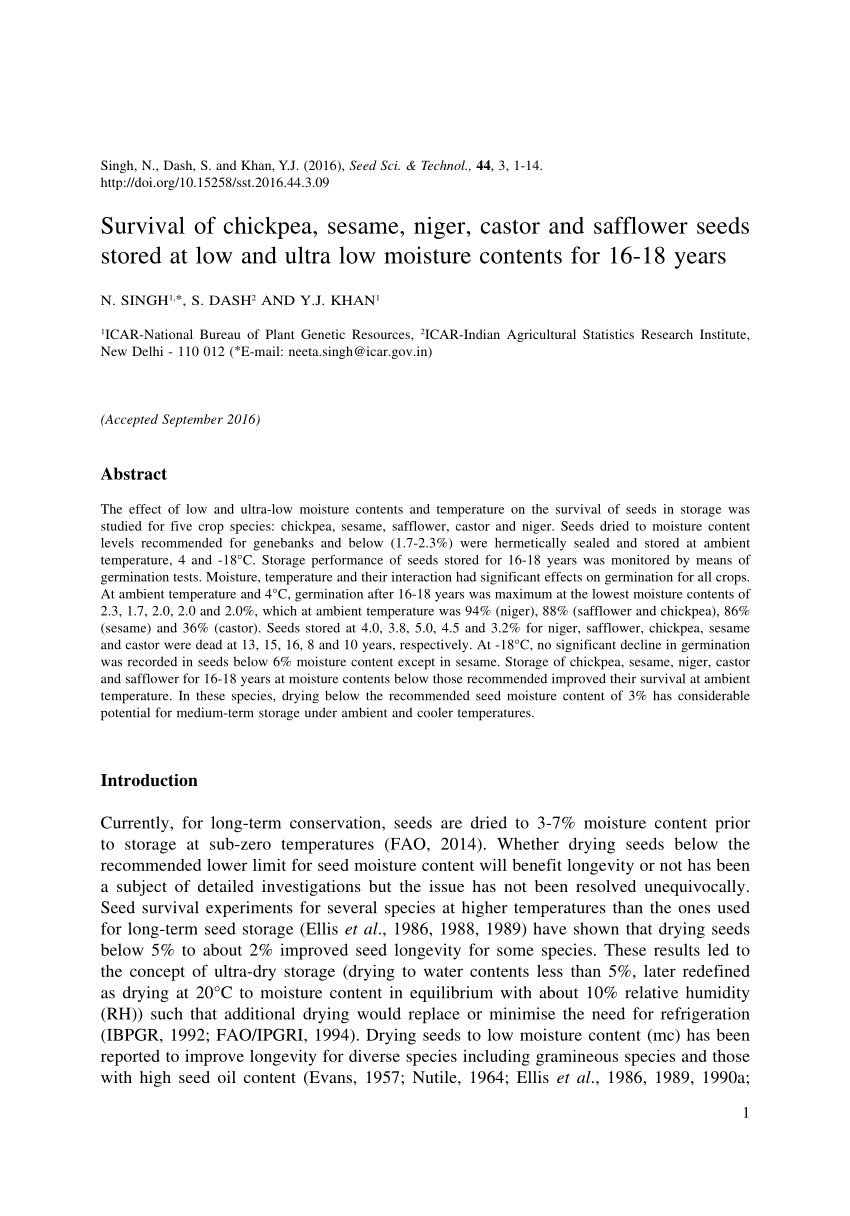 Singh, N., Dash, S. and Khan, Y.J. (2016), Seed Sci. & Technol., 44, 3, 1-14.
http://doi.org/10.15258/sst.2016.44.3.09
Survival of chickpea, sesame, niger, castor and safflower seeds
stored at low and ultra low moisture contents for 16-18 years
N. SINGH¹,*, S. DASH² AND Y.J. KHAN¹
¹ICAR-National Bureau of Plant Genetic Resources, ²ICAR-Indian Agricultural Statistics Research Institute,
New Delhi - 110 012 (*E-mail: neeta.singh@icar.gov.in)
(Accepted September 2016)
Abstract
The effect of low and ultra-low moisture contents and temperature on the survival of seeds in storage was
studied for five crop species: chickpea, sesame, safflower, castor and niger. Seeds dried to moisture content
levels recommended for genebanks and below (1.7-2.3%) were hermetically sealed and stored at ambient
temperature, 4 and -18°C. Storage performance of seeds stored for 16-18 years was monitored by means of
germination tests. Moisture, temperature and their interaction had significant effects on germination for all crops.
At ambient temperature and 4°C, germination after 16-18 years was maximum at the lowest moisture contents of
2.3, 1.7, 2.0, 2.0 and 2.0%, which at ambient temperature was 94% (niger), 88% (safflower and chickpea), 86%
(sesame) and 36% (castor). Seeds stored at 4.0, 3.8, 5.0, 4.5 and 3.2% for niger, safflower, chickpea, sesame
and castor were dead at 13, 15, 16, 8 and 10 years, respectively. At -18°C, no significant decline in germination
was recorded in seeds below 6% moisture content except in sesame. Storage of chickpea, sesame, niger, castor
and safflower for 16-18 years at moisture contents below those recommended improved their survival at ambient
temperature. In these species, drying below the recommended seed moisture content of 3% has considerable
potential for medium-term storage under ambient and cooler temperatures.
Introduction
Currently, for long-term conservation, seeds are dried to 3-7% moisture content prior
to storage at sub-zero temperatures (FAO, 2014). Whether drying seeds below the
recommended lower limit for seed moisture content will benefit longevity or not has been
a subject of detailed investigations but the issue has not been resolved unequivocally.
Seed survival experiments for several species at higher temperatures than the ones used
for long-term seed storage (Ellis et al., 1986, 1988, 1989) have shown that drying seeds
below 5% to about 2% improved seed longevity for some species. These results led to
the concept of ultra-dry storage (drying to water contents less than 5%, later redefined
as drying at 20°C to moisture content in equilibrium with about 10% relative humidity
(RH)) such that additional drying would replace or minimise the need for refrigeration
(IBPGR, 1992; FAO/IPGRI, 1994). Drying seeds to low moisture content (mc) has been
reported to improve longevity for diverse species including gramineous species and those
with high seed oil content (Evans, 1957; Nutile, 1964; Ellis et al., 1986, 1989, 1990a;
1